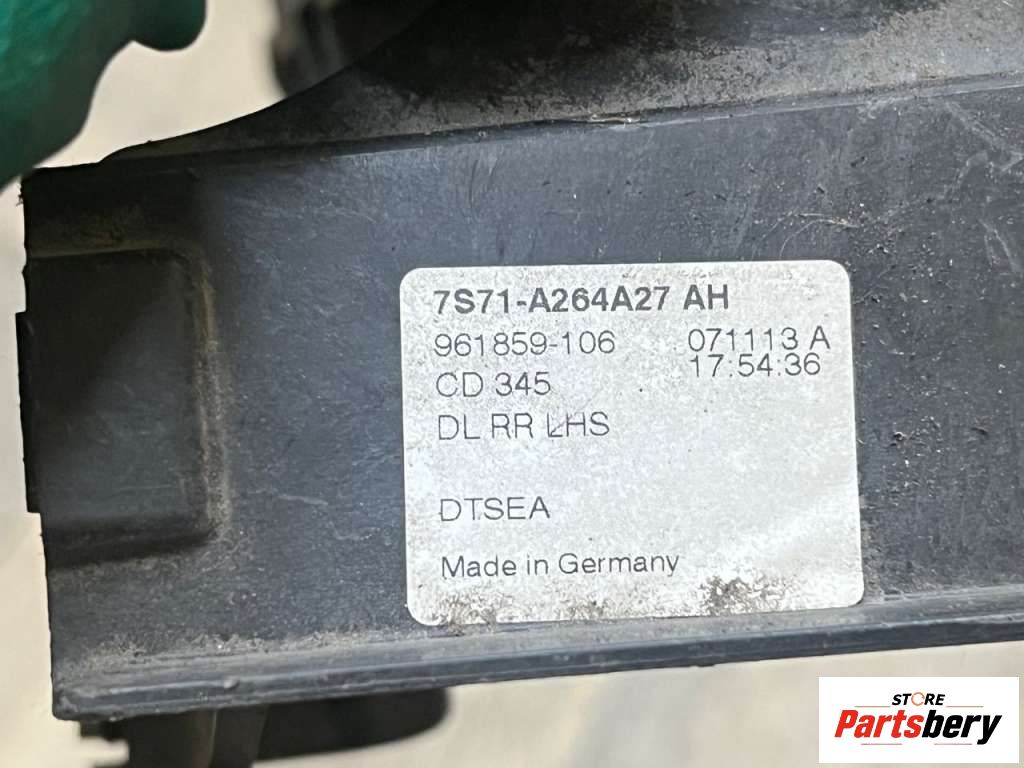 7S71-A264A27 AH
961859-106 071113 A
CD 345 17:54:36
DL RR LHS
DTSEA
Made in Germany
STORE
Partsbery